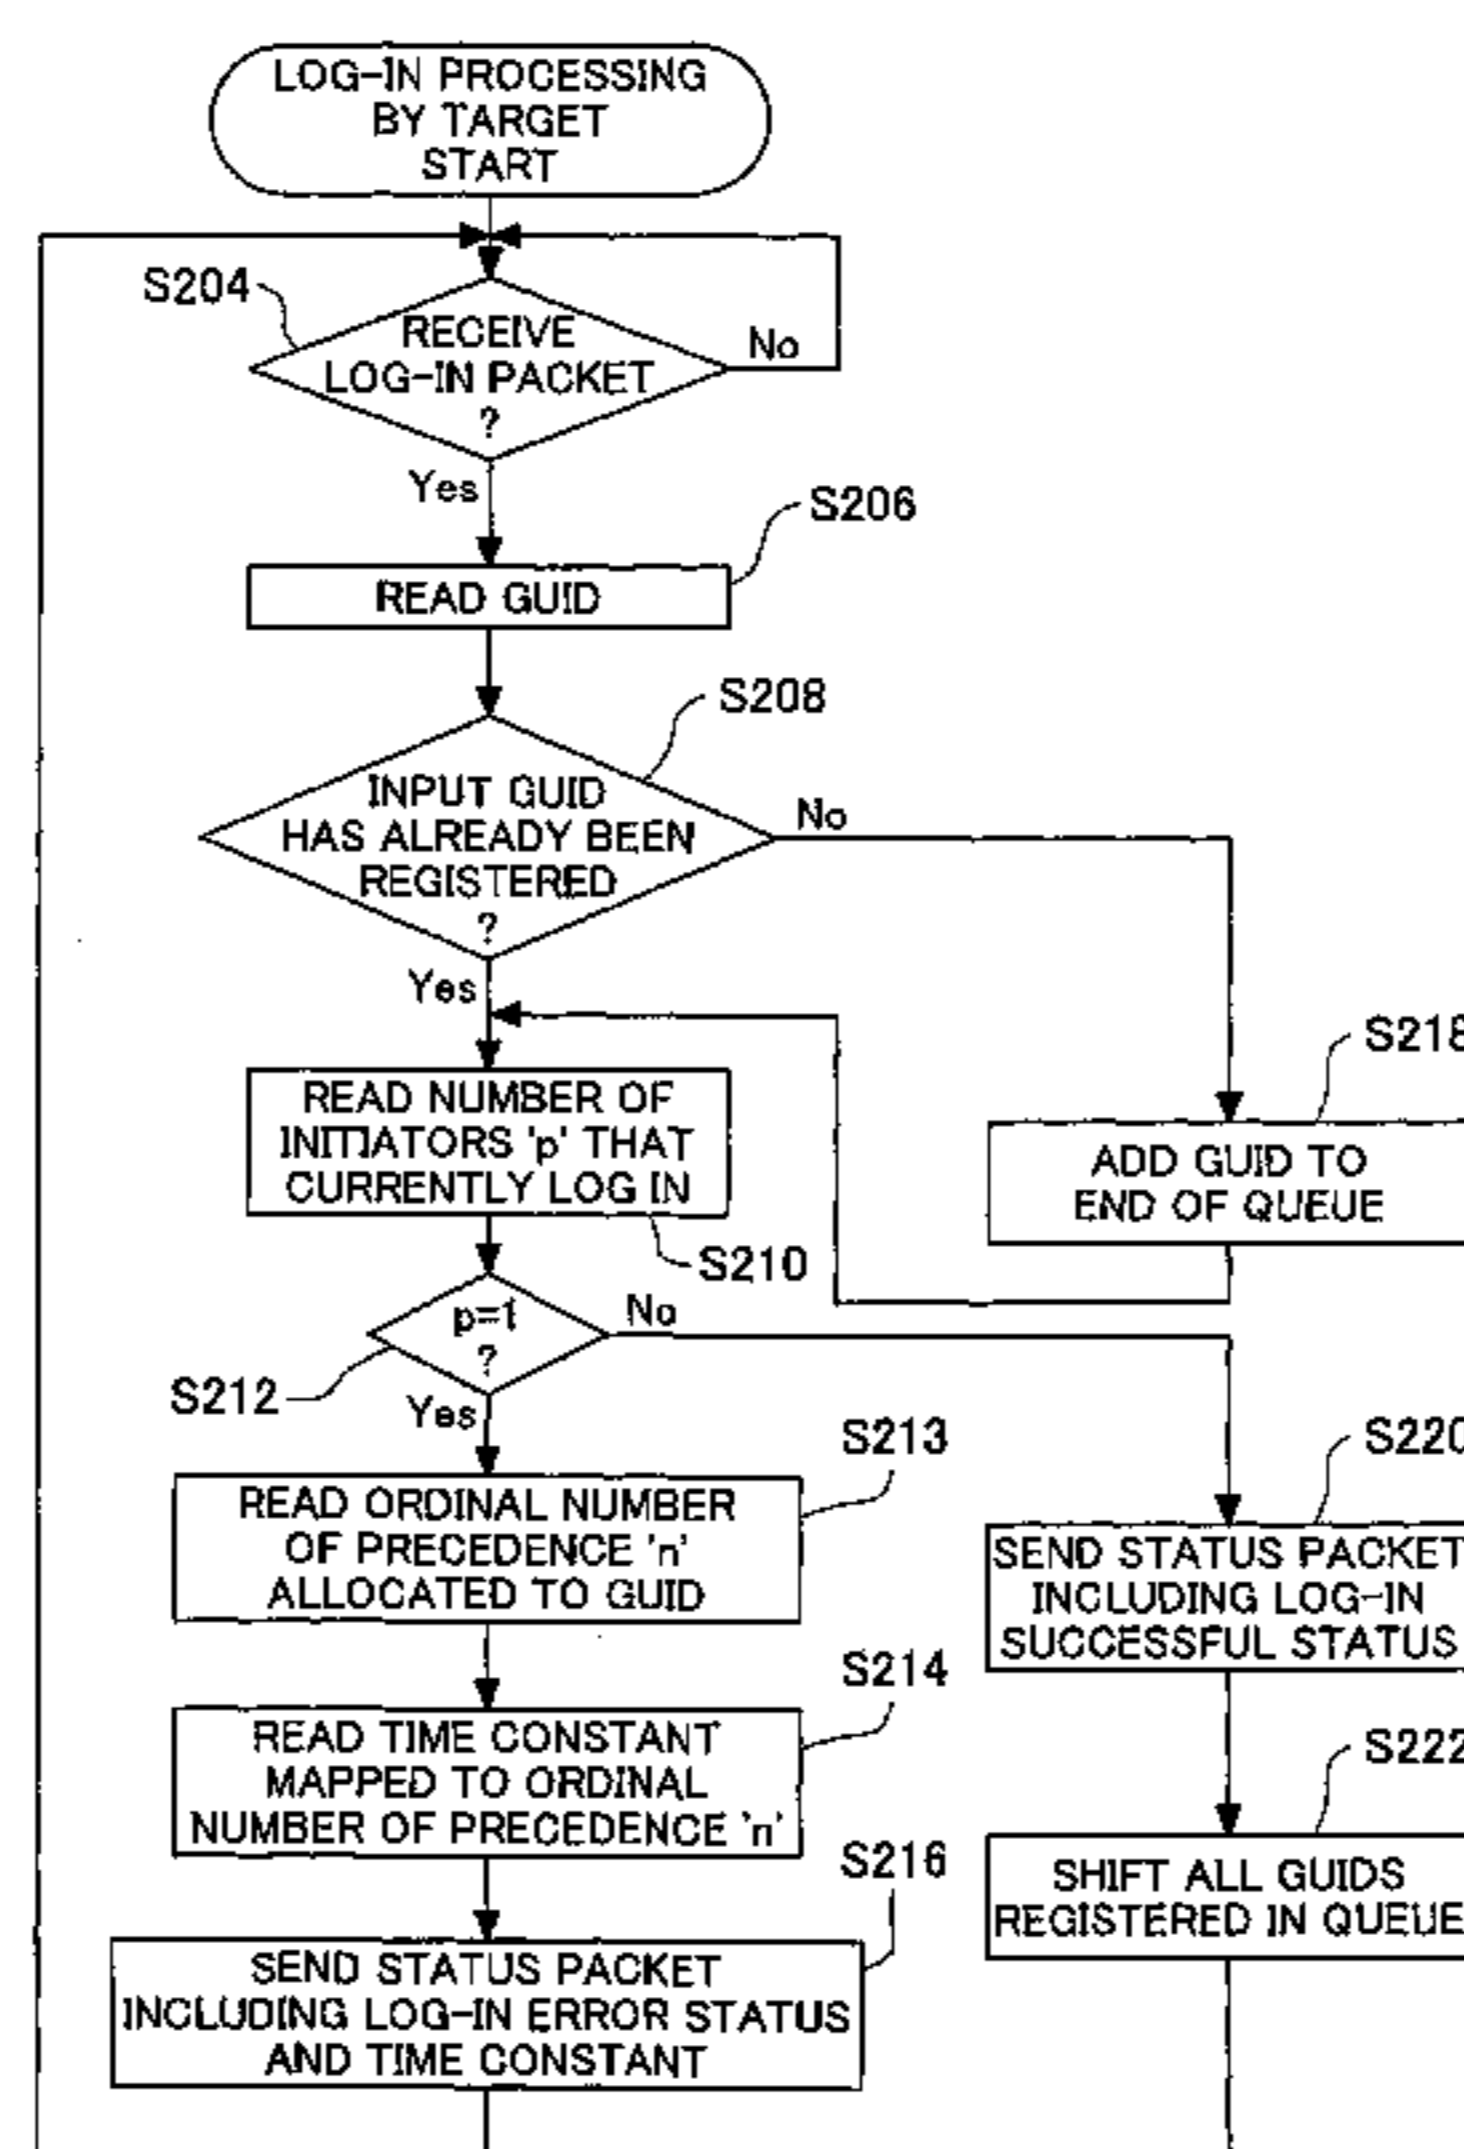 LOG-IN PROCESSING
BY TARGET
START
S204
RECEIVE
LOG-IN PACKET
?
No
Yes
S206
READ GUID
S208
INPUT GUID
HAS ALREADY BEEN
REGISTERED
?
No
Yes
S218
READ NUMBER OF
INITIATORS 'p' THAT
CURRENTLY LOG IN
ADD GUID TO
END OF QUEUE
S210
p=1
?
No
S212
Yes
S213
S220
READ ORDINAL NUMBER
OF PRECEDENCE 'n'
ALLOCATED TO GUID
SEND STATUS PACKET
INCLUDING LOG-IN
SUCCESSFUL STATUS
S214
READ TIME CONSTANT
MAPPED TO ORDINAL
NUMBER OF PRECEDENCE 'n'
S222
S216
SHIFT ALL GUIDS
REGISTERED IN QUEUE
SEND STATUS PACKET
INCLUDING LOG-IN ERROR STATUS
AND TIME CONSTANT